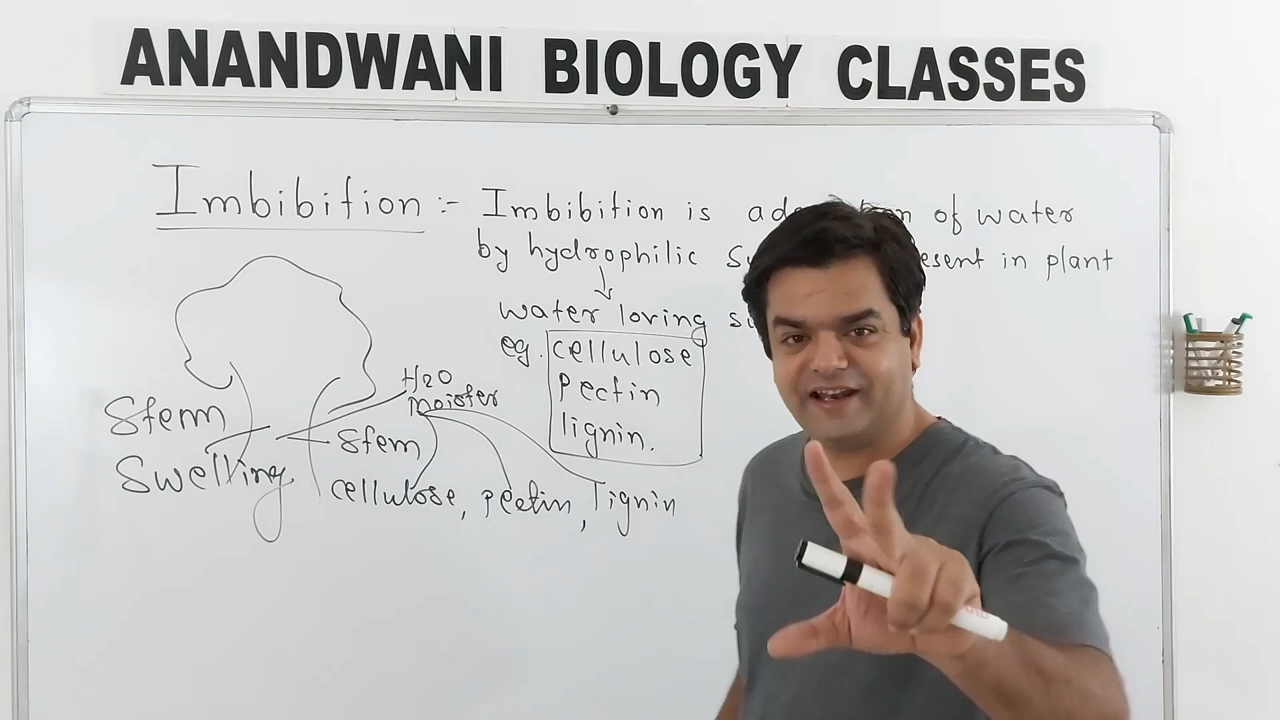 ANANDWANI BIOLOGY CLASSES
Imbibition :- Imbibition is of water
by hydrophilic in plant
water loving
eg. cellulose
Pectin
lignin.
H2O
moister
Stem
Stem
Swelling
cellulose, pectin, lignin